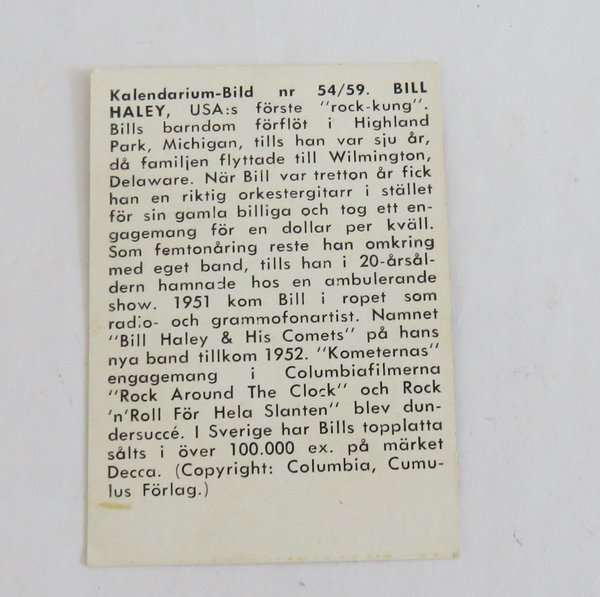 Kalendarium-Bild nr 54/59. BILL
HALEY, USA:s förste "rock-kung".
Bills barndom förflöt i Highland
Park, Michigan, tills han var sju år,
då familjen flyttade till Wilmington,
Delaware. När Bill var tretton år fick
han en riktig orkestergitarr i stället
för sin gamla billiga och tog ett en-
gagemang för en dollar per kväll.
Som femtonåring reste han omkring
med eget band, tills han i 20-årsål-
dern hamnade hos en ambulerande
show. 1951 kom Bill i ropet som
radio- och grammofonartist. Namnet
"Bill Haley & His Comets" på hans
nya band tillkom 1952. "Kometernas"
engagemang i Columbiafilmerna
"Rock Around The Clock" och Rock
'n'Roll För Hela Slanten" blev dun-
dersuccé. I Sverige har Bills topplatta
sålts i över 100.000 ex. på märket
Decca. (Copyright: Columbia, Cumu-
lus Förlag.)